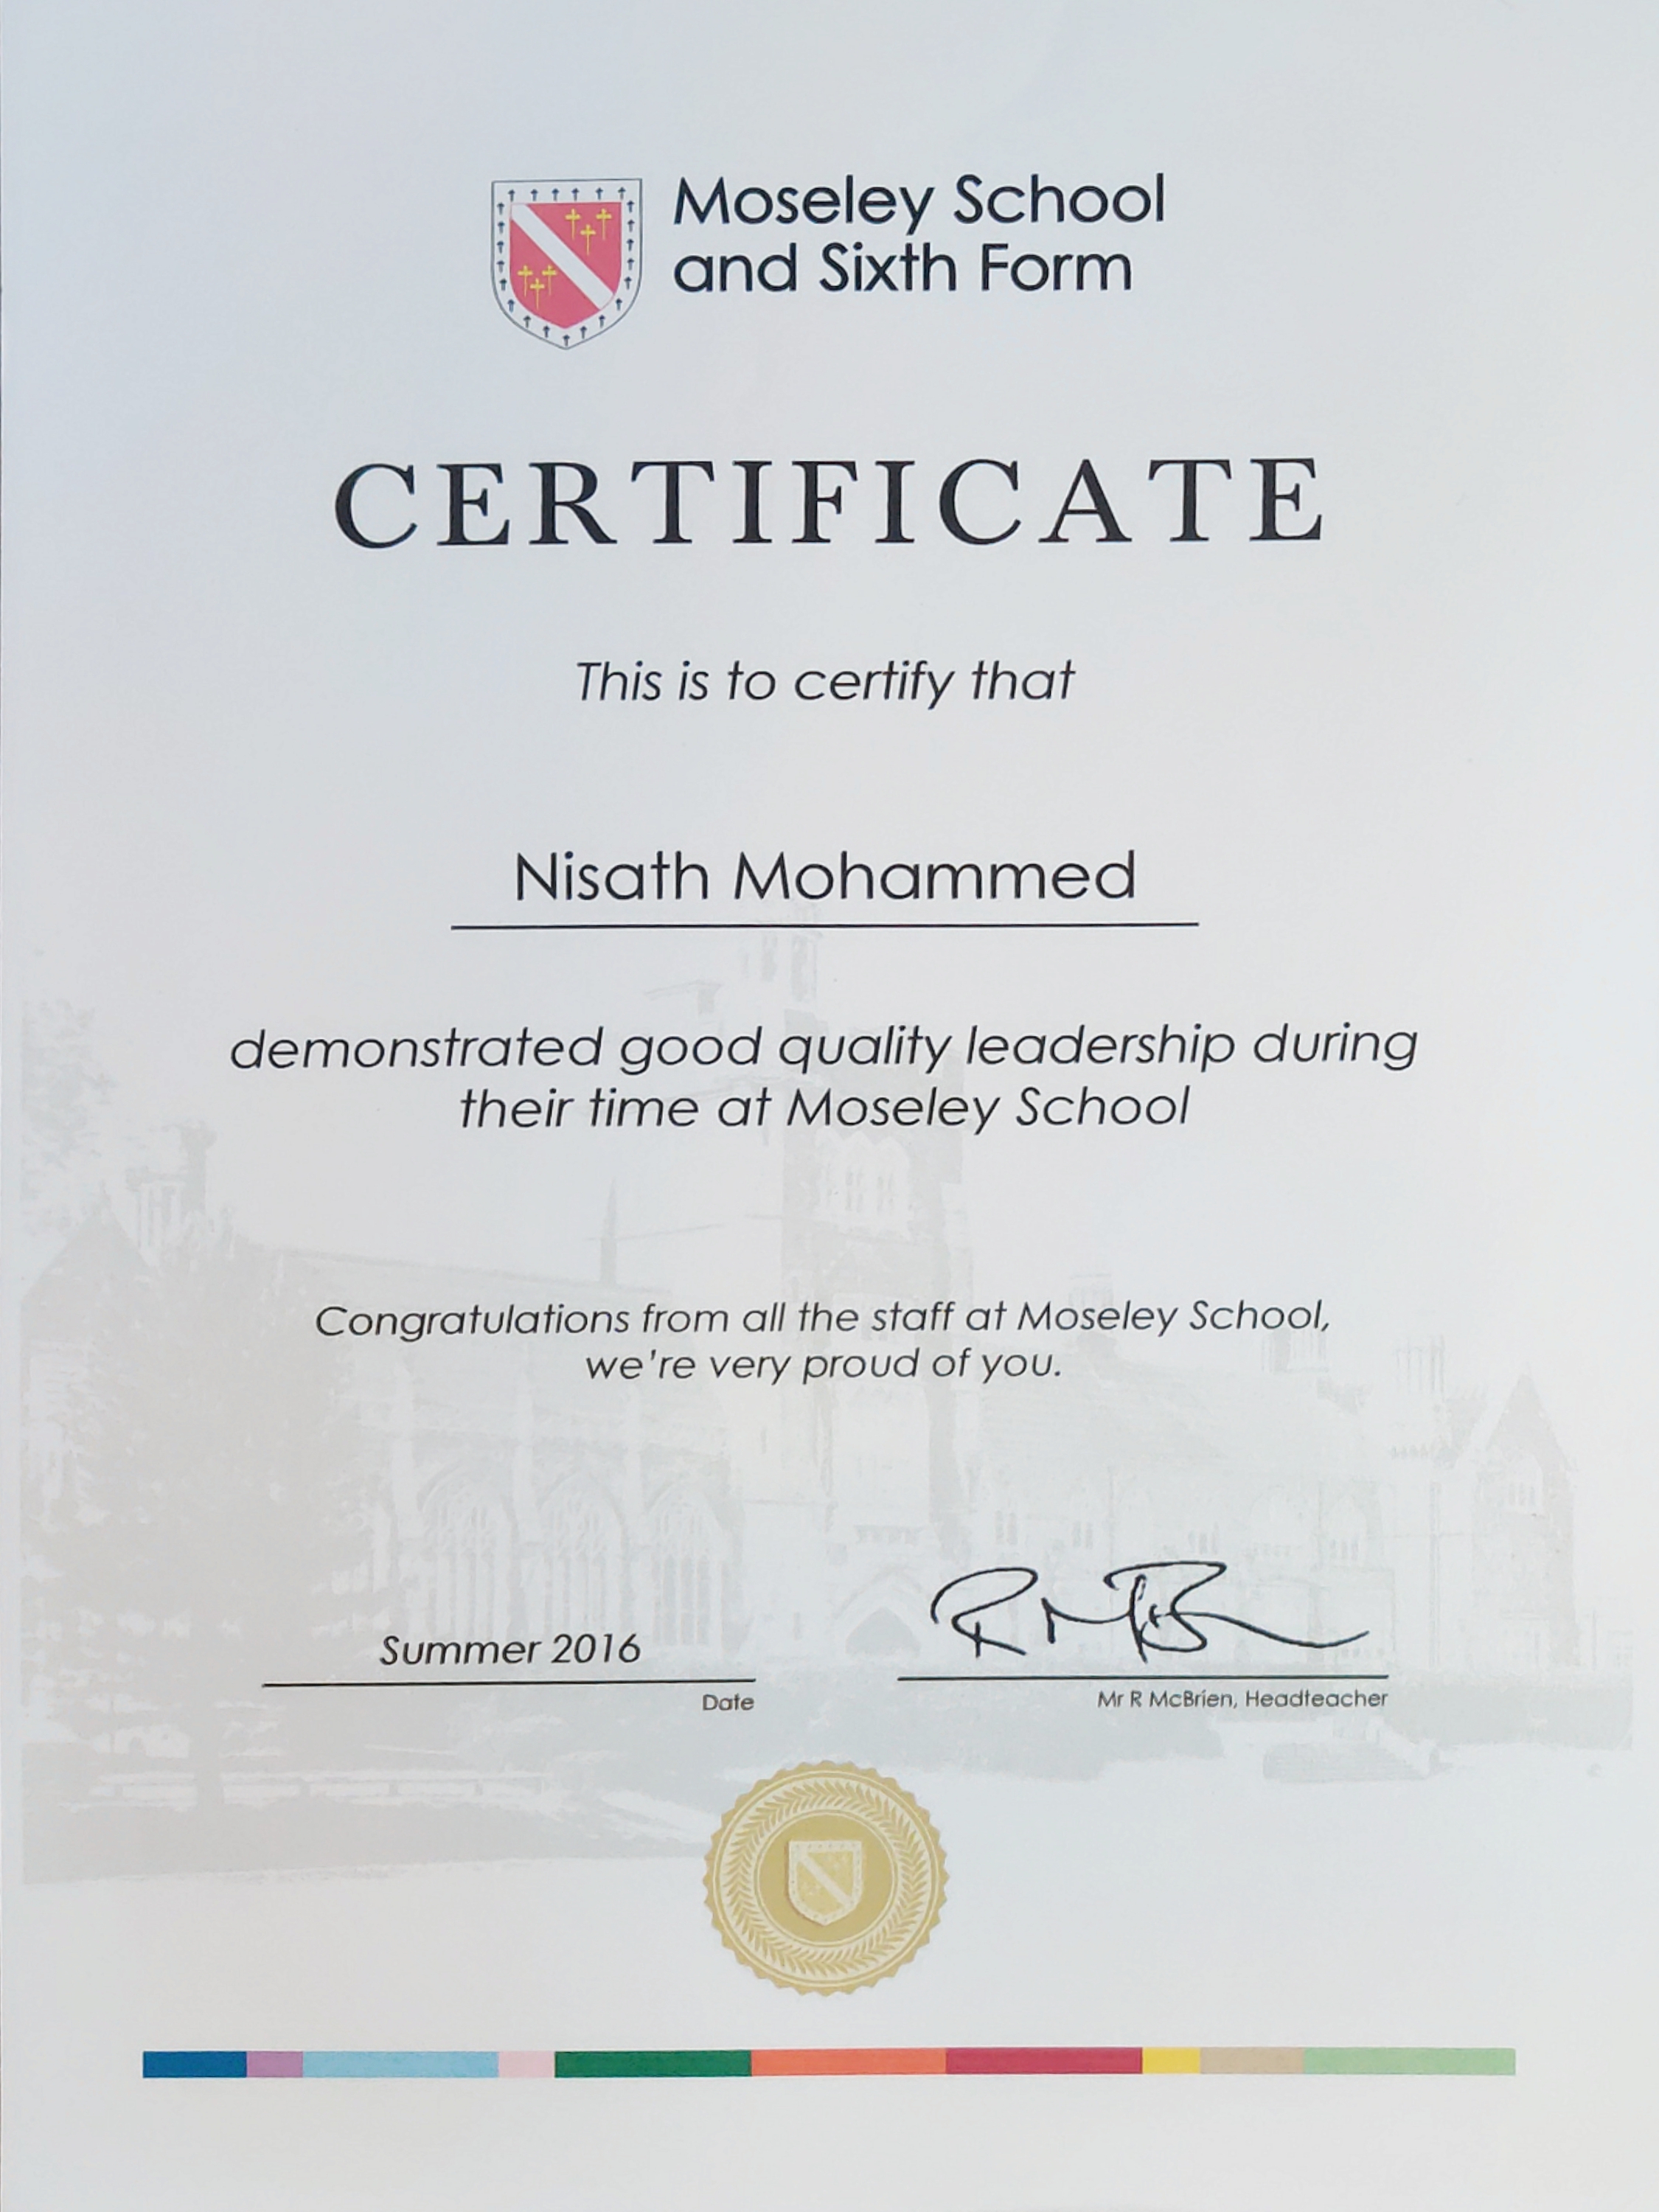 Moseley School
and Sixth Form
CERTIFICATE
This is to certify that
Nisath Mohammed
demonstrated good quality leadership during
their time at Moseley School
Congratulations from all the staff at Moseley School,
we're very proud of you.
Summer 2016
Date
R McB
Mr R McBrien, Headteacher